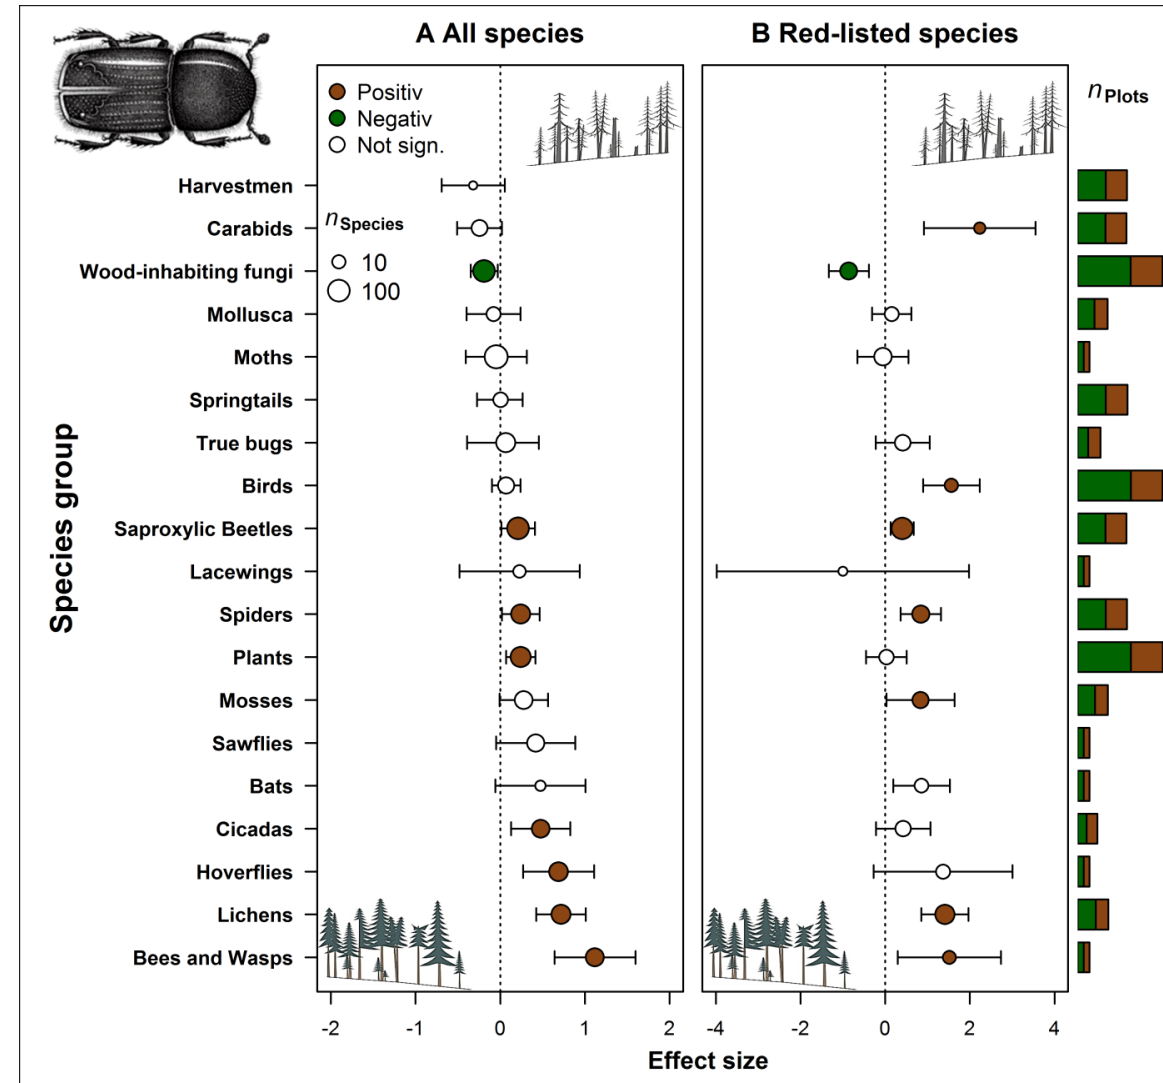 A All species
B Red-listed species
n Plots
Positiv
Negativ
Not sign.
n Species
10
100
Species group
Harvestmen
Carabids
Wood-inhabiting fungi
Mollusca
Moths
Springtails
True bugs
Birds
Saproxylic Beetles
Lacewings
Spiders
Plants
Mosses
Sawflies
Bats
Cicadas
Hoverflies
Lichens
Bees and Wasps
-2 -1 0 1 2
-4 -2 0 2 4
Effect size